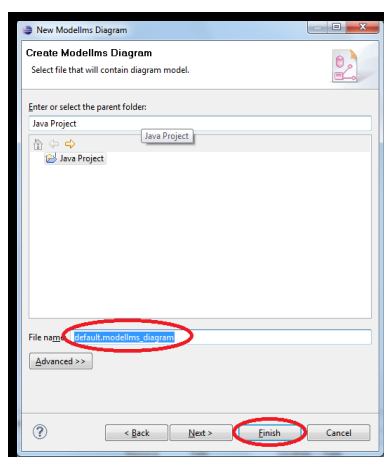 New Modellms Diagram
Create Modellms Diagram
Select file that will contain diagram model.
Enter or select the parent folder:
Java Project
Java Project
Java Project
File name: default.modellms_diagram
Advanced >>
?
< Back Next > Finish Cancel